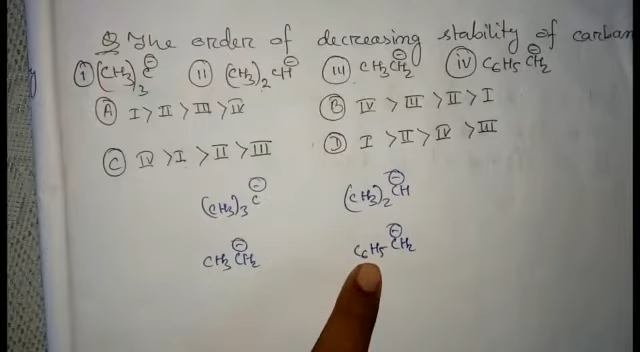 Q The order of decreasing stability of carban
① (CH₃)₃C⊖ ⓘⓘ (CH₃)₂CH⊖ ⓘⓘⓘ CH₃CH₂⊖ ⓘⓥ C₆H₅CH₂⊖
Ⓐ I > II > III > IV Ⓑ IV > III > II > I
Ⓒ IV > I > II > III Ⓓ I > II > IV > III
(CH₃)₃C⊖ (CH₃)₂CH⊖
CH₃CH₂⊖ C₆H₅CH₂⊖